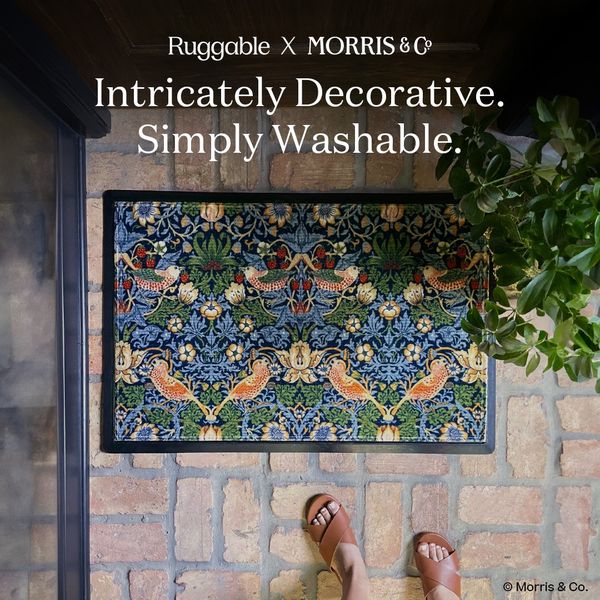 Ruggable X MORRIS & Co
Intricately Decorative.
Simply Washable.
© Morris & Co.